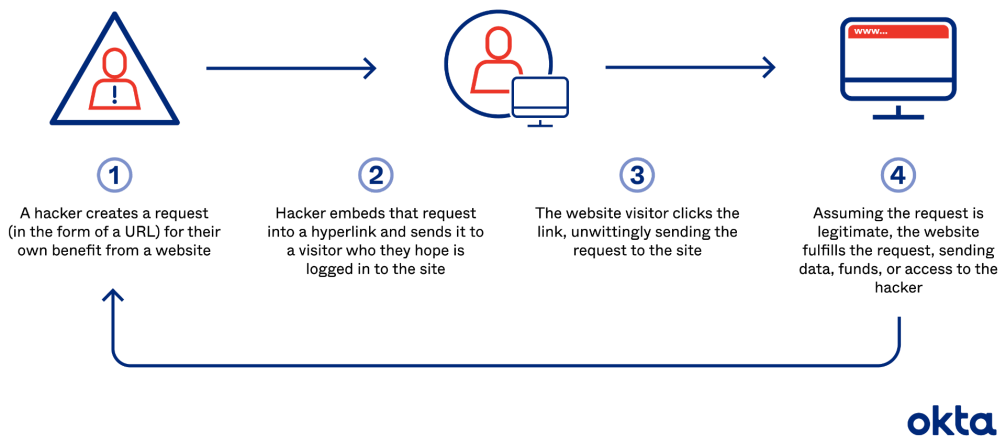 www...
1
A hacker creates a request
(in the form of a URL) for their
own benefit from a website
2
Hacker embeds that request
into a hyperlink and sends it to
a visitor who they hope is
logged in to the site
3
The website visitor clicks the
link, unwittingly sending the
request to the site
4
Assuming the request is
legitimate, the website
fulfills the request, sending
data, funds, or access to the
hacker
okta